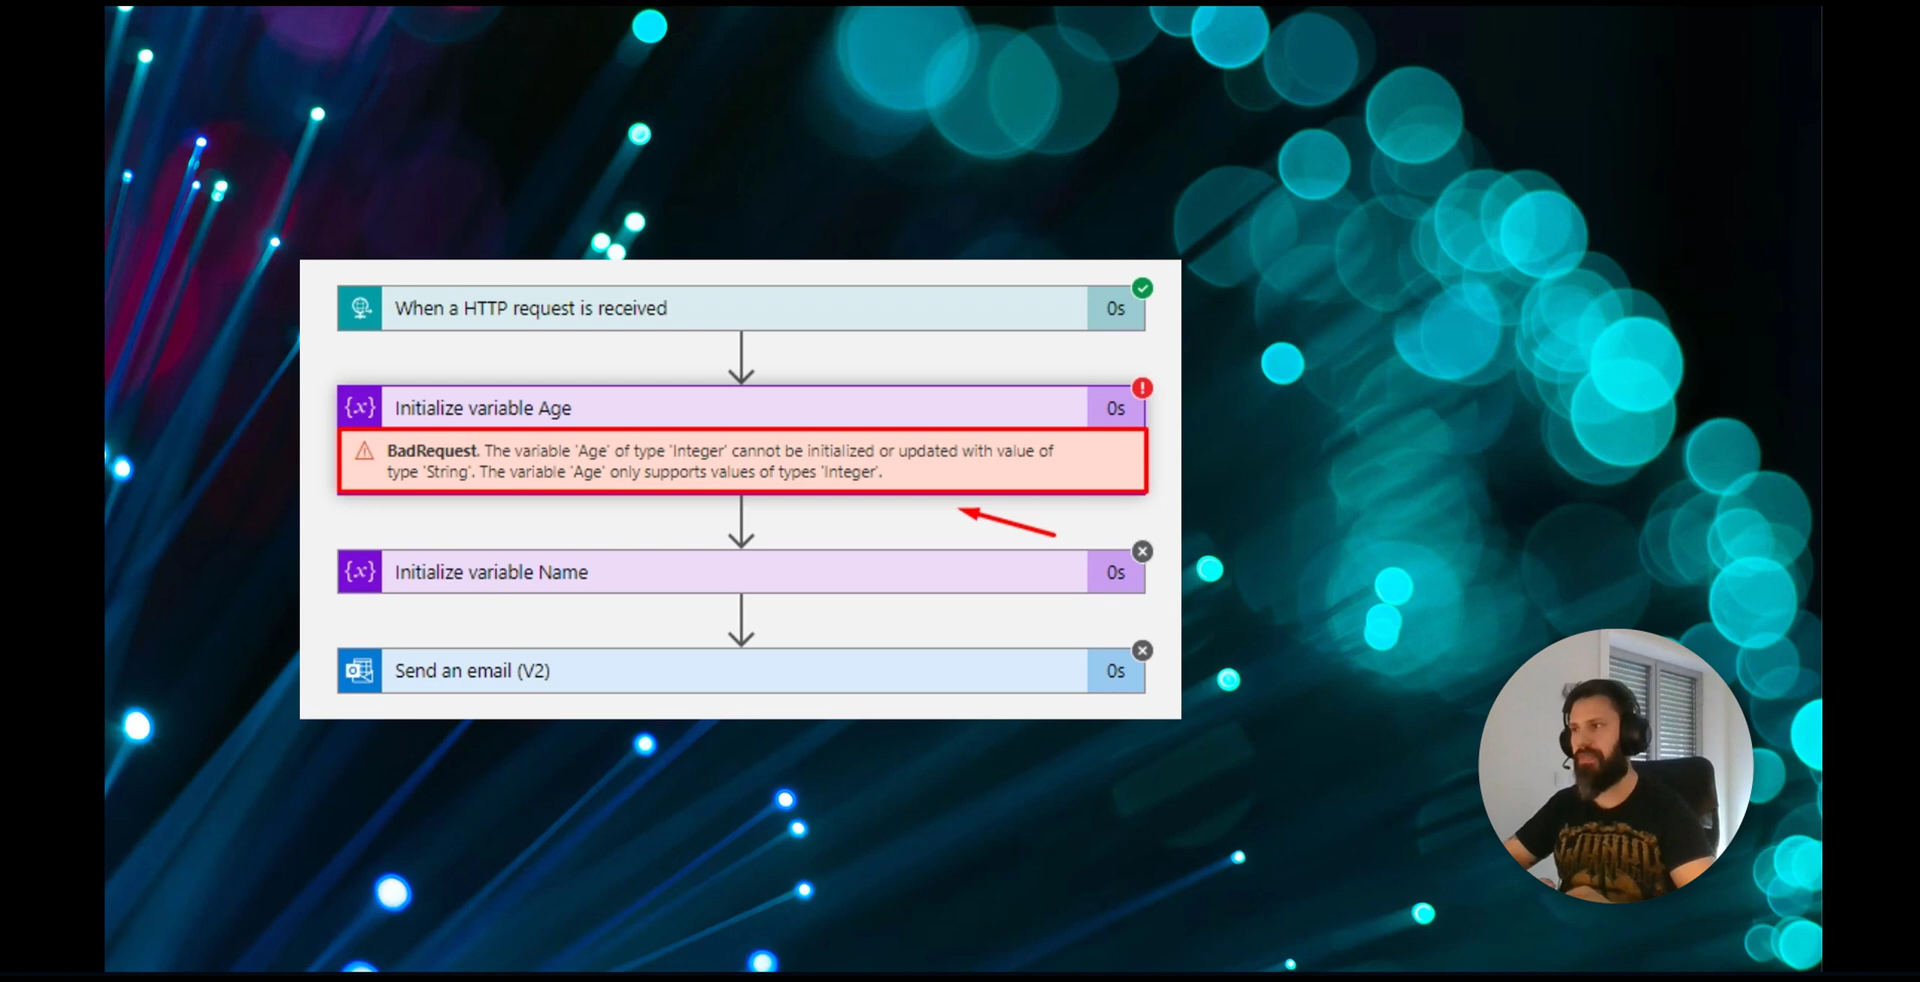 When a HTTP request is received
0s
{x}
Initialize variable Age
0s
BadRequest. The variable 'Age' of type 'Integer' cannot be initialized or updated with value of
type 'String'. The variable 'Age' only supports values of types 'Integer'.
{x}
Initialize variable Name
0s
Send an email (V2)
0s